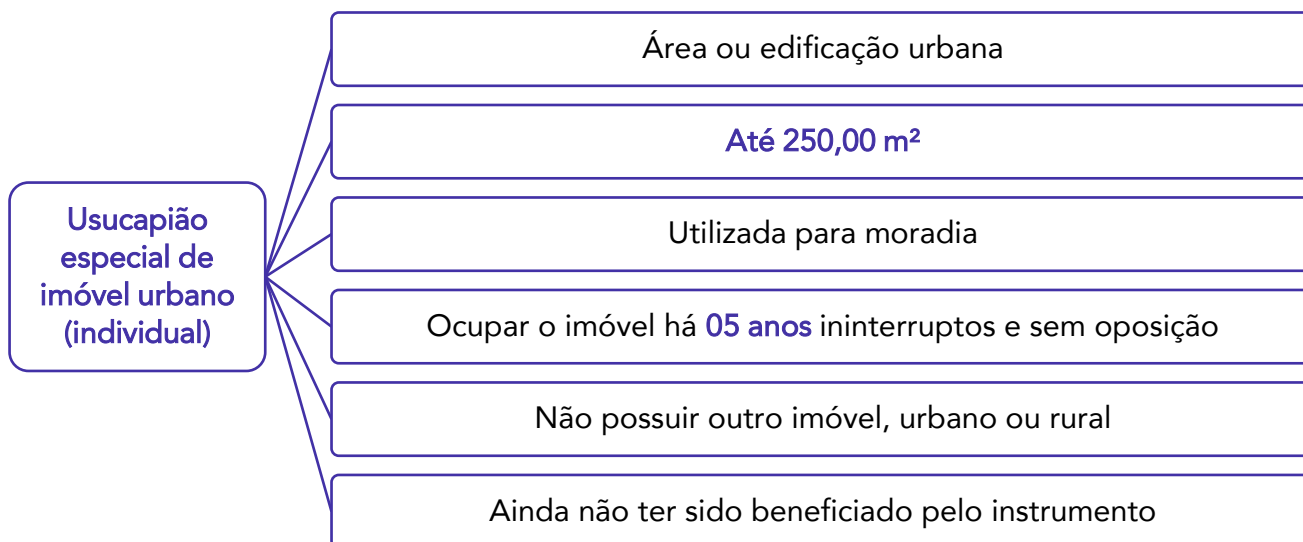 Usucapião
especial de
imóvel urbano
(individual)
Área ou edificação urbana
Até 250,00 m²
Utilizada para moradia
Ocupar o imóvel há 05 anos ininterruptos e sem oposição
Não possuir outro imóvel, urbano ou rural
Ainda não ter sido beneficiado pelo instrumento